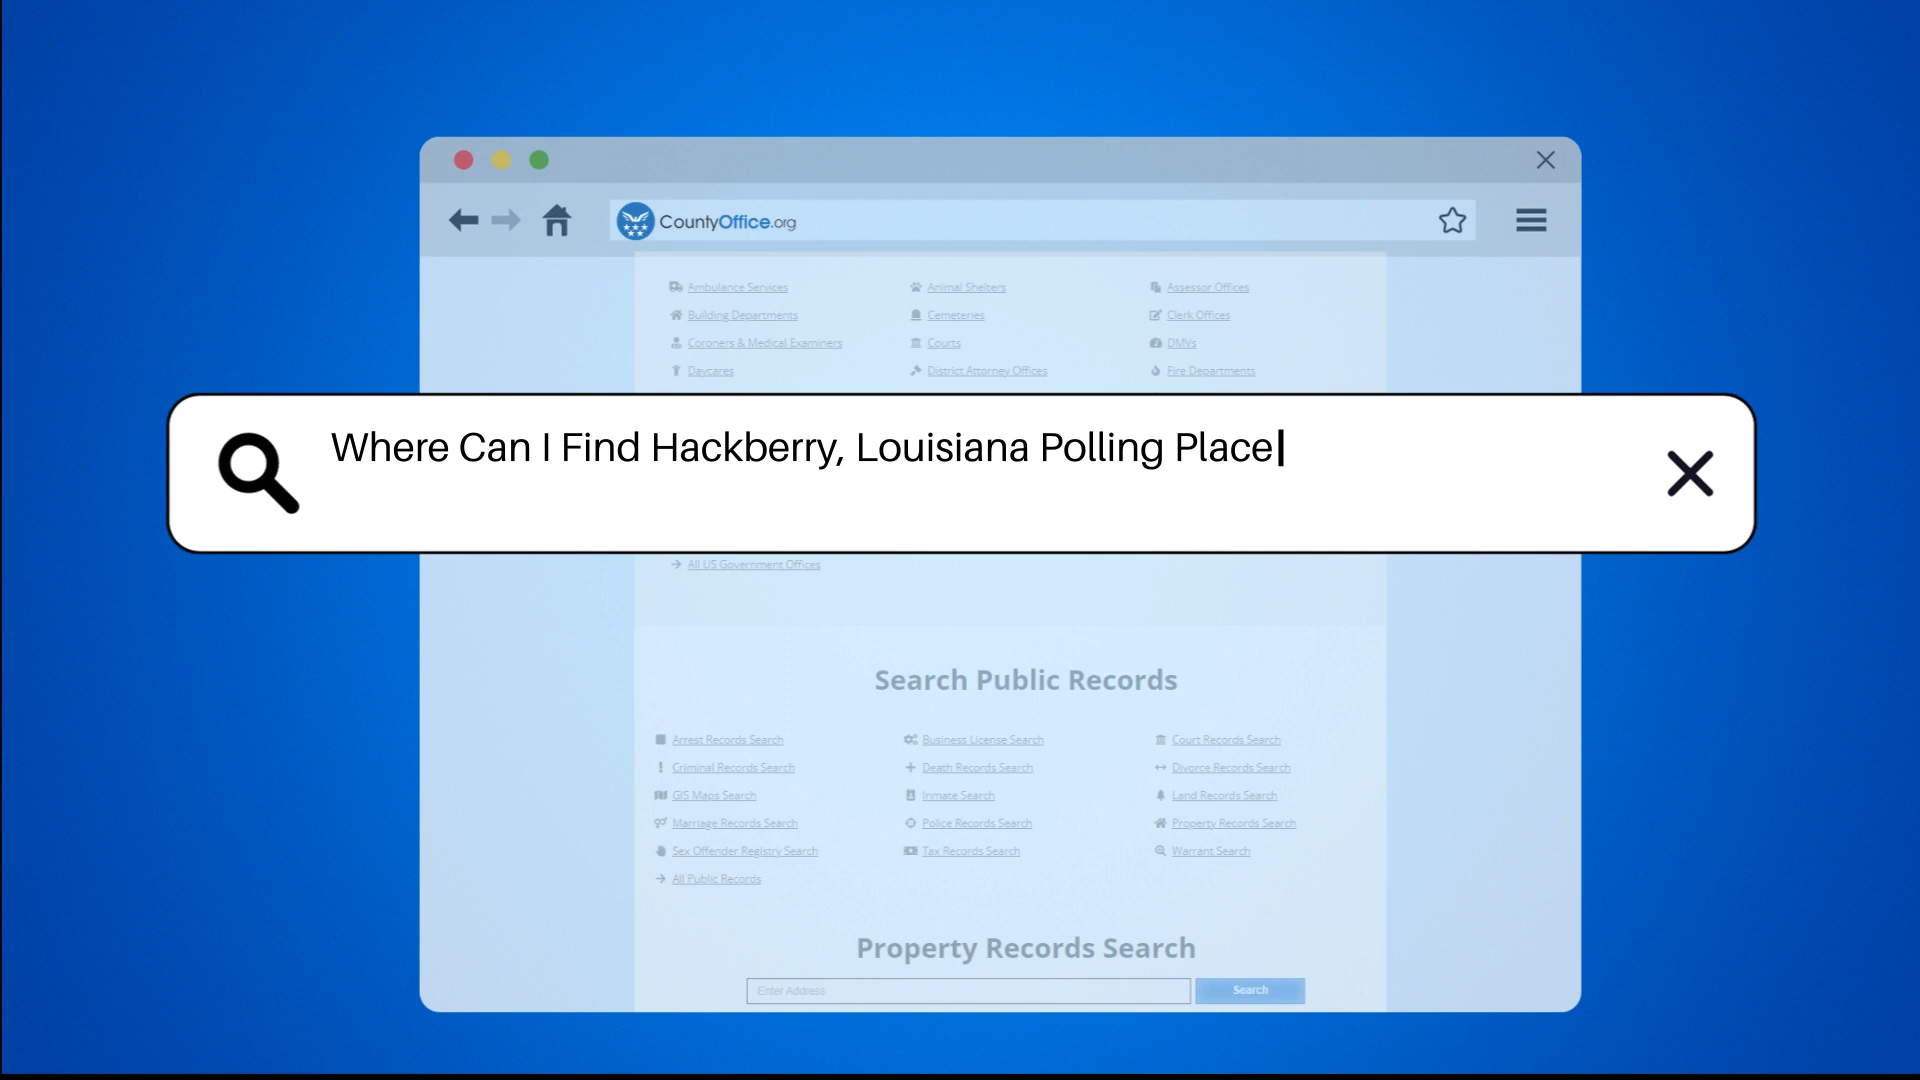 CountyOffice.org
Ambulance Services Animal Shelters Assessor Offices
Building Departments Cemeteries Clerk Offices
Coroners & Medical Examiners Courts DMVs
Daycares District Attorney Offices Fire Departments
Where Can I Find Hackberry, Louisiana Polling Place
All US Government Offices
Search Public Records
Arrest Records Search Business License Search Court Records Search
Criminal Records Search Death Records Search Divorce Records Search
GIS Maps Search Inmate Search Land Records Search
Marriage Records Search Police Records Search Property Records Search
Sex Offender Registry Search Tax Records Search Warrant Search
All Public Records
Property Records Search
Enter Address Search